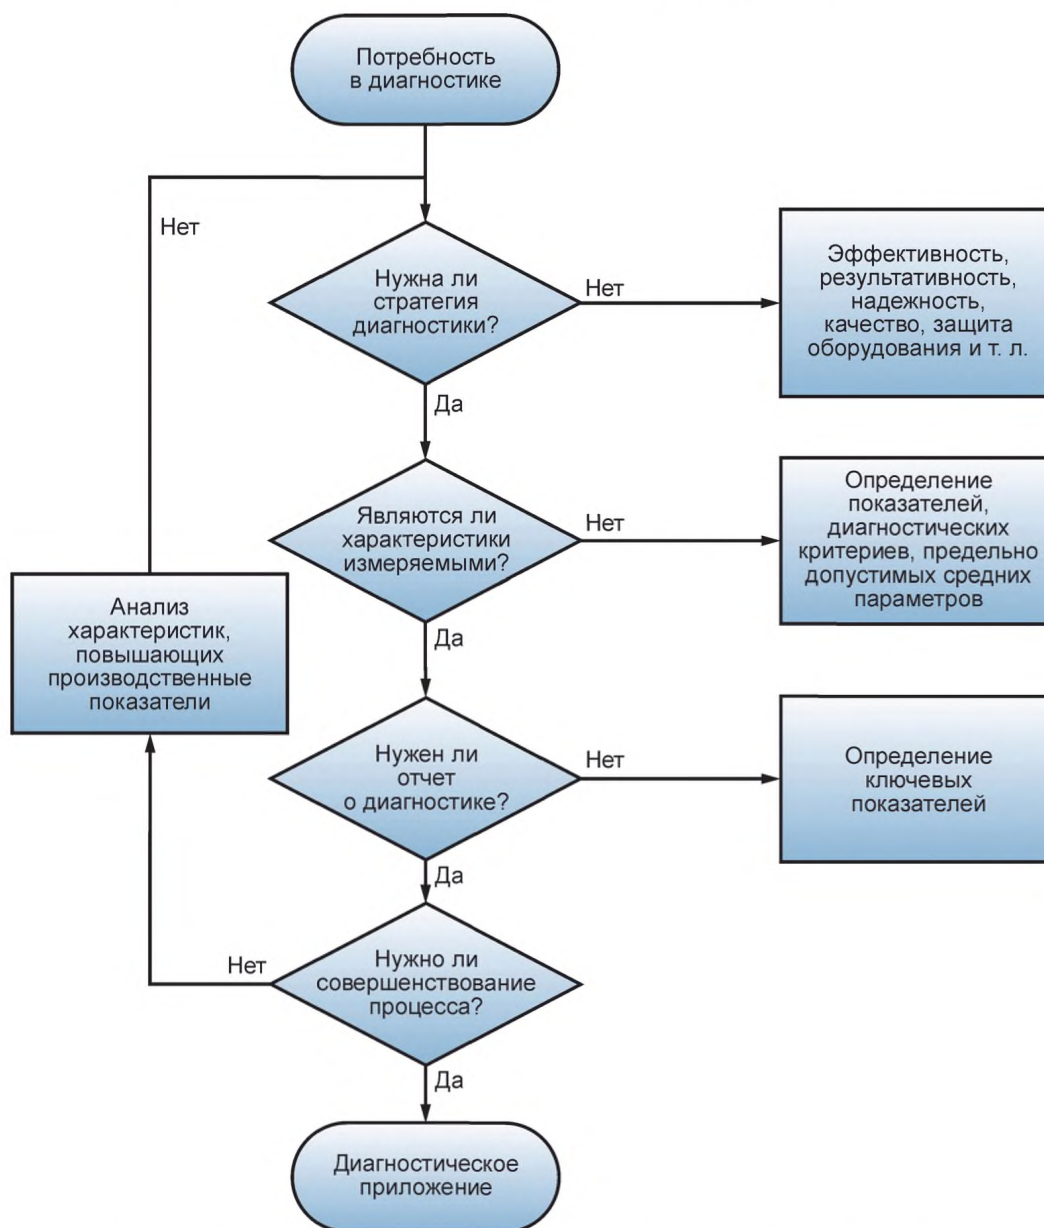 Потребность
в диагностике
Нет
Нужна ли
стратегия
диагностики?
Нет
Эффективность,
результативность,
надежность,
качество, защита
оборудования и т. л.
Да
Являются ли
характеристики
измеряемыми?
Нет
Определение
показателей,
диагностических
критериев, предельно
допустимых средних
параметров
Анализ
характеристик,
повышающих
производственные
показатели
Да
Нужен ли
отчет
о диагностике?
Нет
Определение
ключевых
показателей
Да
Нет
Нужно ли
совершенствование
процесса?
Да
Диагностическое
приложение